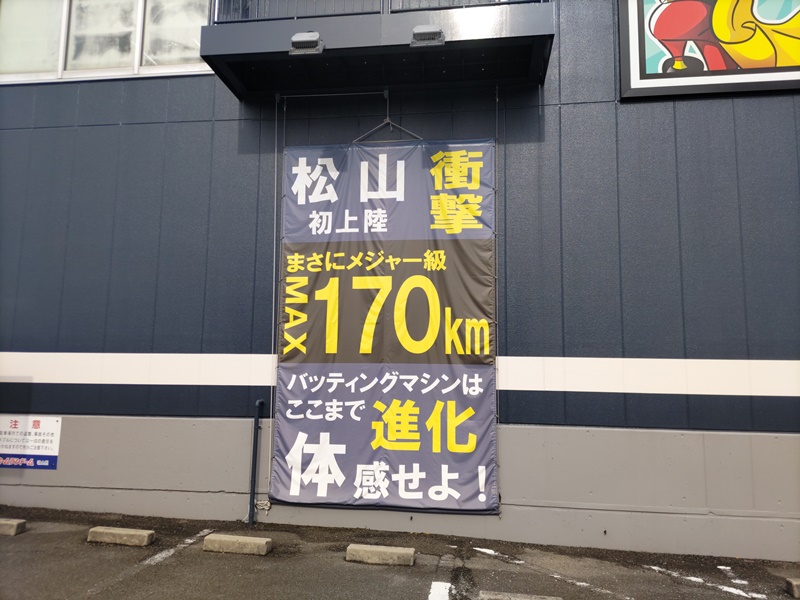 松山 衝撃
初上陸
まさにメジャー級
MAX 170km
バッティングマシンは
ここまで 進化
体感せよ!
注意